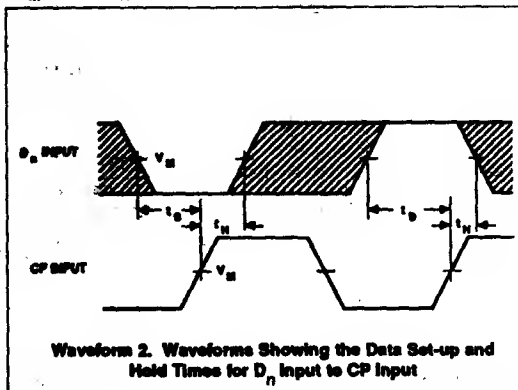 Dn INPUT
VM
tS
tH
tD
tH
CP INPUT
VM
Waveform 2. Waveforms Showing the Data Set-up and
Hold Times for Dn Input to CP Input